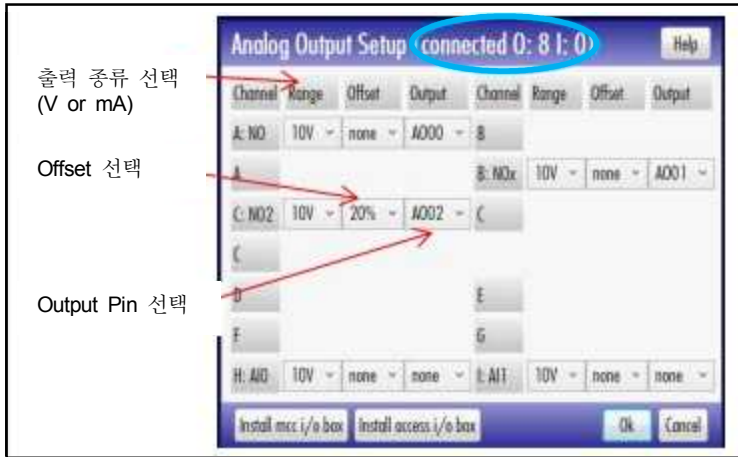 출력 종류 선택
(V or mA)
Offset 선택
Output Pin 선택
Analog Output Setup (connected O: 8 I: 0) Help
Channel Range Offset Output Channel Range Offset Output
A: NO 10V none AO00 B
A B: NOx 10V none AO01
C: NO2 10V 20% AO02 C
C
D E
F G
H: AI0 10V none none I: AI1 10V none none
Install mcc i/o box Install access i/o box Ok Cancel